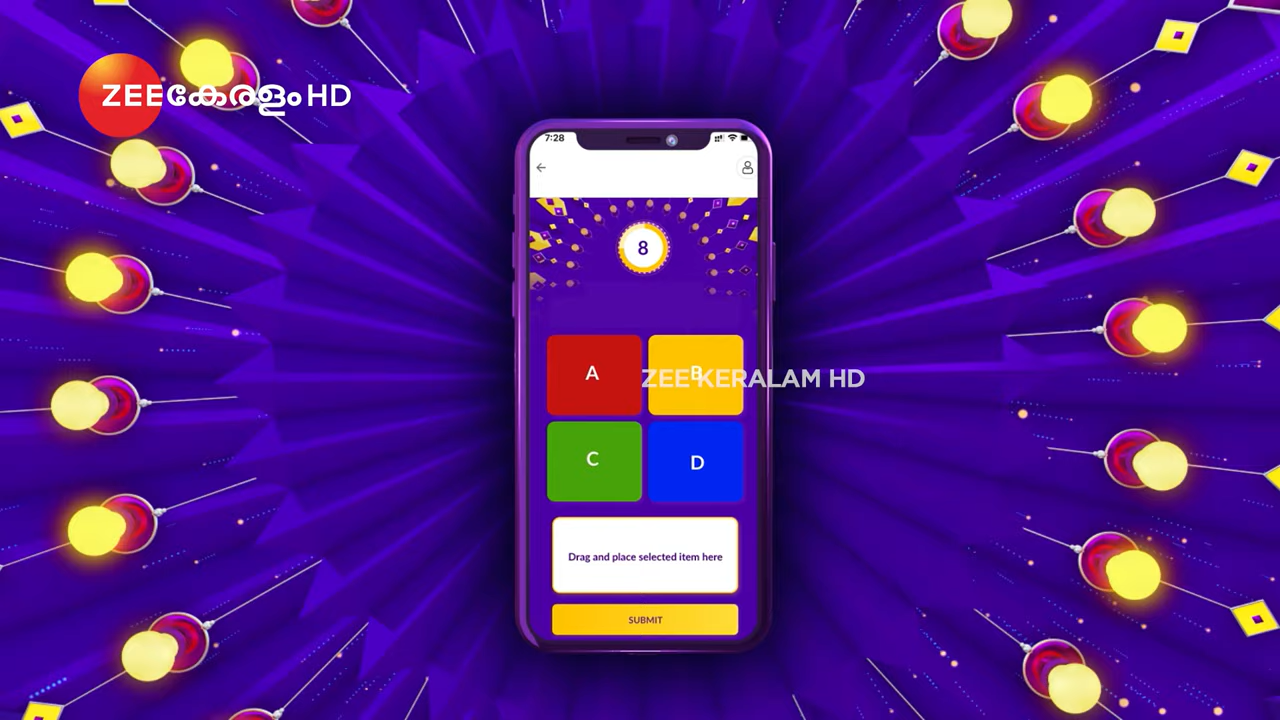 ZEEകേരളം HD
7:28
8
A
B
ZEE KERALAM HD
C
D
Drag and place selected item here
SUBMIT